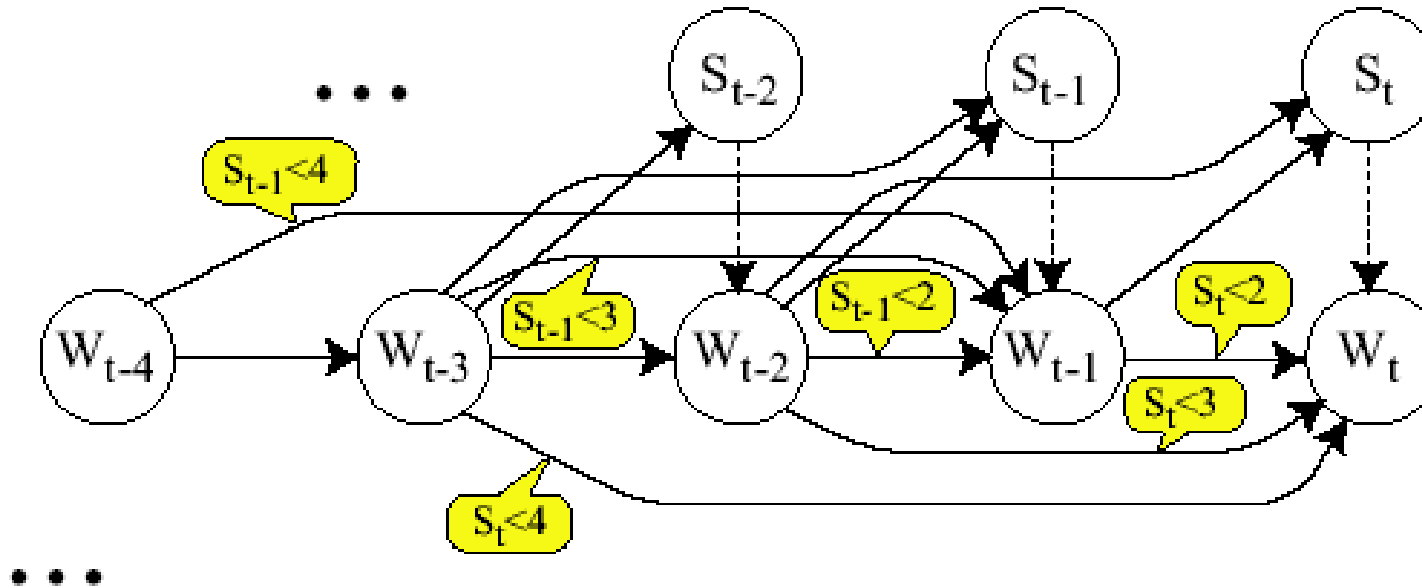 S_{t-2} S_{t-1} S_t
• • •
S_{t-1}<4
S_{t-1}<3 S_{t-1}<2 S_t<2
W_{t-4} W_{t-3} W_{t-2} W_{t-1} W_t
S_t<3
S_t<4
• • •